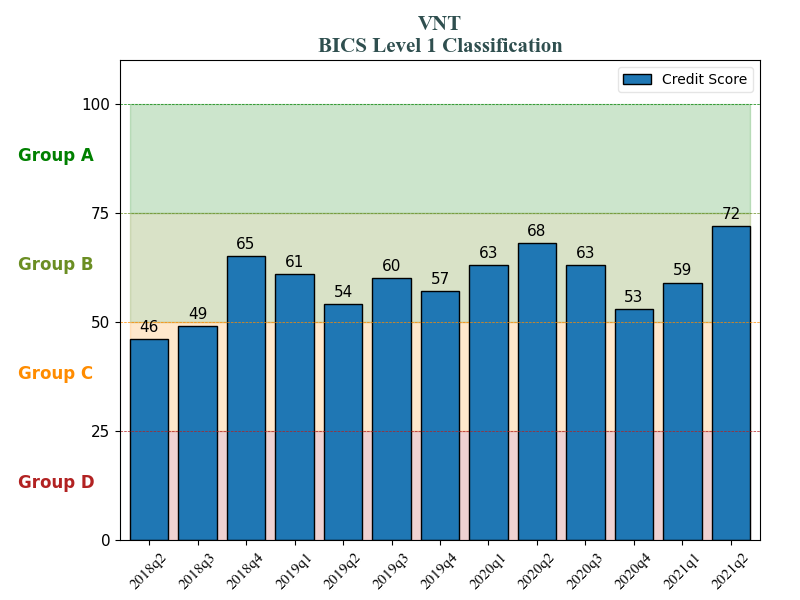 VNT
BICS Level 1 Classification
Credit Score
100
Group A
75
72
68
65
63
63
Group B
61
60
59
57
54
53
50
49
46
Group C
25
Group D
0
2018q2
2018q3
2018q4
2019q1
2019q2
2019q3
2019q4
2020q1
2020q2
2020q3
2020q4
2021q1
2021q2